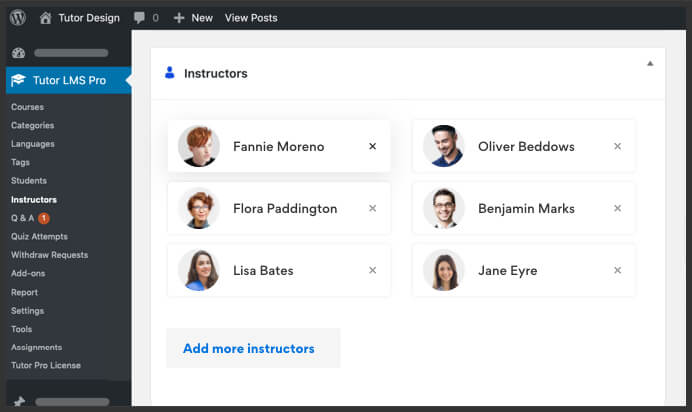 Tutor Design 0 New View Posts
Tutor LMS Pro
Courses
Categories
Languages
Tags
Students
Instructors
Q & A 1
Quiz Attempts
Withdraw Requests
Add-ons
Report
Settings
Tools
Assignments
Tutor Pro License
Instructors
Fannie Moreno
Oliver Beddows
Flora Paddington
Benjamin Marks
Lisa Bates
Jane Eyre
Add more instructors